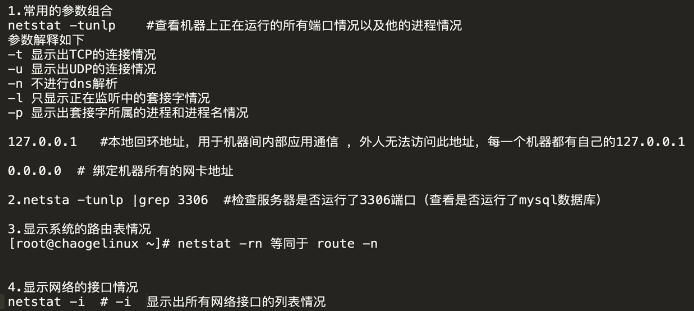 1.常用的参数组合
netstat -tunlp    #查看机器上正在运行的所有端口情况以及他的进程情况
参数解释如下
-t 显示出TCP的连接情况
-u 显示出UDP的连接情况
-n 不进行dns解析
-l 只显示正在监听中的套接字情况
-p 显示出套接字所属的进程和进程名情况
127.0.0.1   #本地回环地址，用于机器间内部应用通信 ，外人无法访问此地址，每一个机器都有自己的127.0.0.1
0.0.0.0  # 绑定机器所有的网卡地址
2.netsta -tunlp |grep 3306  #检查服务器是否运行了3306端口（查看是否运行了mysql数据库）
3.显示系统的路由表情况
[root@chaogelinux ~]# netstat -rn 等同于 route -n
4.显示网络的接口情况
netstat -i  # -i  显示出所有网络接口的列表情况